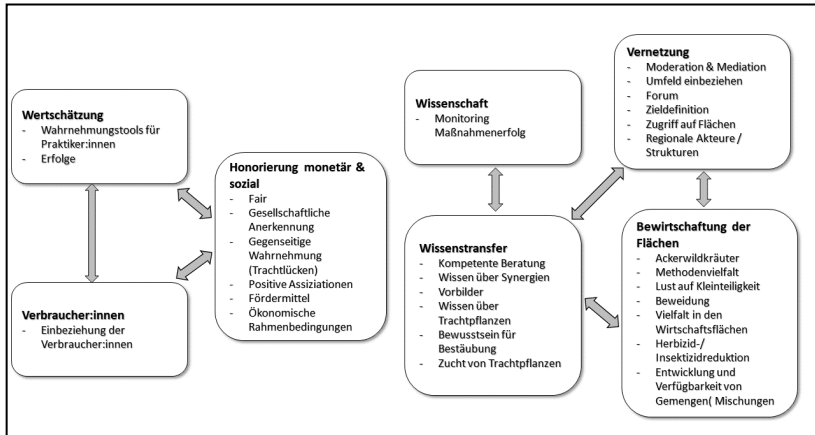 Wertschätzung
- Wahrnehmungstools für
Praktiker:innen
- Erfolge
Verbraucher:innen
- Einbeziehung der
Verbraucher:innen
Honorierung monetär &
sozial
- Fair
- Gesellschaftliche
Anerkennung
- Gegenseitige
Wahrnehmung
(Trachtlücken)
- Positive Assiziationen
- Fördermittel
- Ökonomische
Rahmenbedingungen
Wissenschaft
- Monitoring
Maßnahmenerfolg
Wissenstransfer
- Kompetente Beratung
- Wissen über Synergien
- Vorbilder
- Wissen über
Trachtpflanzen
- Bewusstsein für
Bestäubung
- Zucht von Trachtpflanzen
Vernetzung
- Moderation & Mediation
- Umfeld einbeziehen
- Forum
- Zieldefinition
- Zugriff auf Flächen
- Regionale Akteure /
Strukturen
Bewirtschaftung der
Flächen
- Ackerwildkräuter
- Methodenvielfalt
- Lust auf Kleinteiligkeit
- Beweidung
- Vielfalt in den
Wirtschaftsflächen
- Herbizid-/
Insektizidreduktion
- Entwicklung und
Verfügbarkeit von
Gemengen( Mischungen